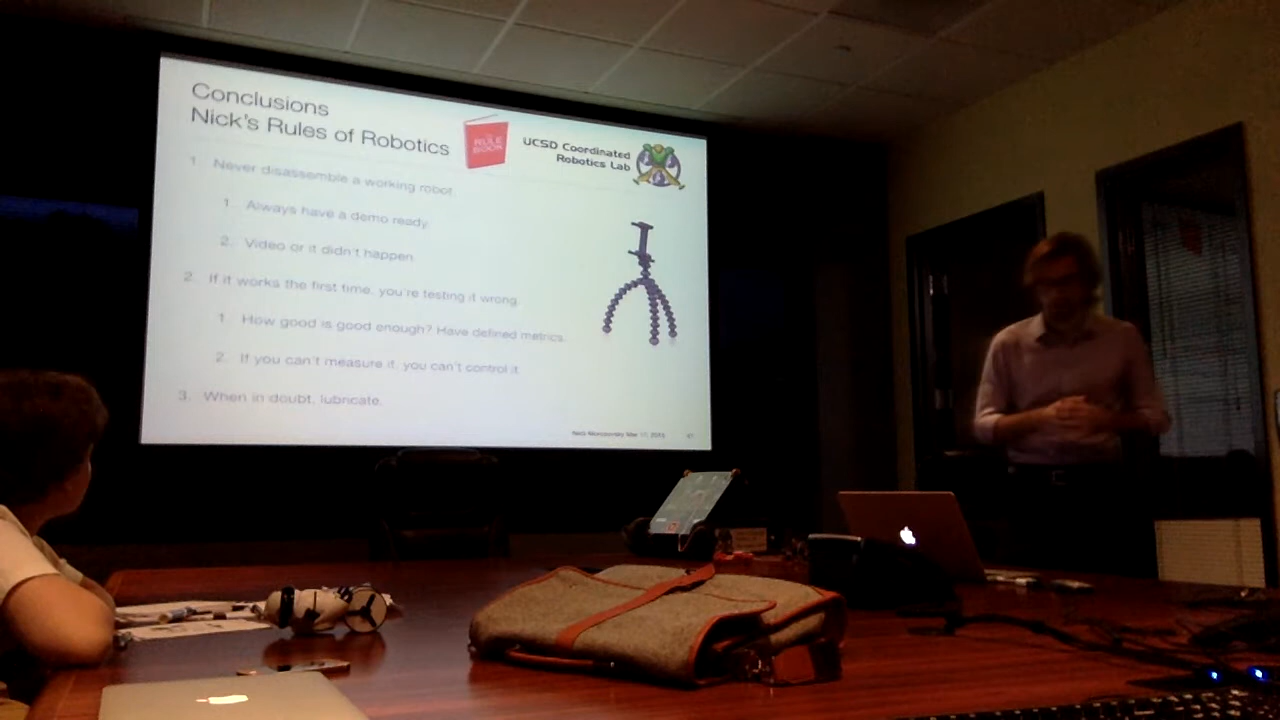 Conclusions
Nick's Rules of Robotics
RULE
BOOK
UCSD Coordinated
Robotics Lab
1. Never disassemble a working robot.
1. Always have a demo ready.
2. Video or it didn't happen.
2. If it works the first time, you're testing it wrong.
1. How good is good enough? Have defined metrics.
2. If you can't measure it, you can't control it.
3. When in doubt, lubricate.